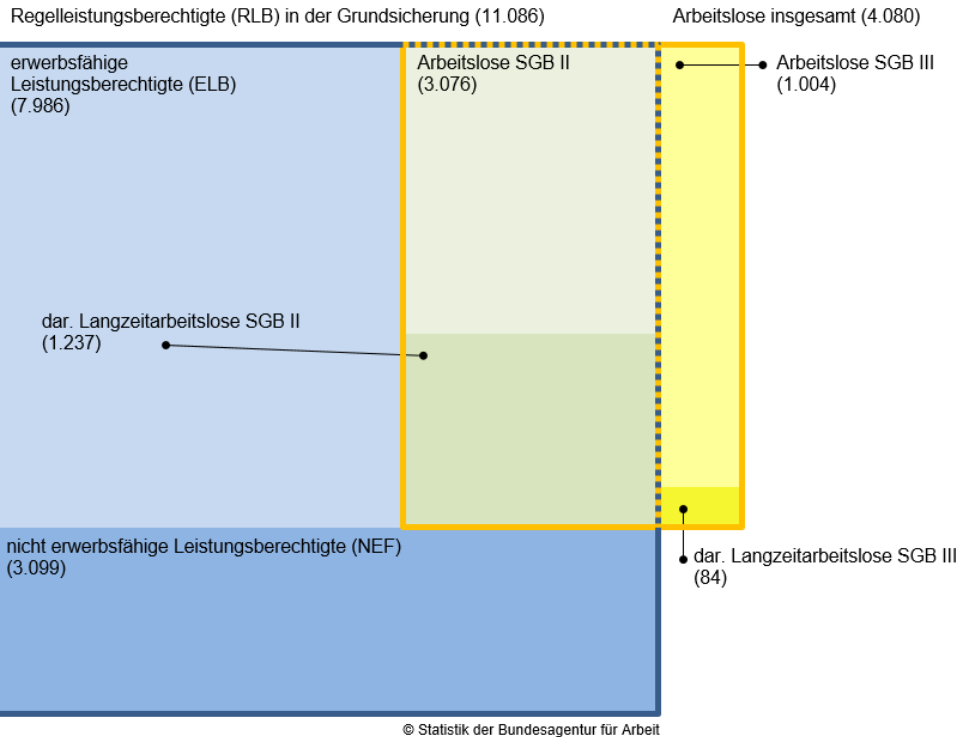 Regelleistungsberechtigte (RLB) in der Grundsicherung (11.086)
Arbeitslose insgesamt (4.080)
erwerbsfähige
Leistungsberechtigte (ELB)
(7.986)
Arbeitslose SGB II
(3.076)
Arbeitslose SGB III
(1.004)
dar. Langzeitarbeitslose SGB II
(1.237)
nicht erwerbsfähige Leistungsberechtigte (NEF)
(3.099)
dar. Langzeitarbeitslose SGB III
(84)
© Statistik der Bundesagentur für Arbeit